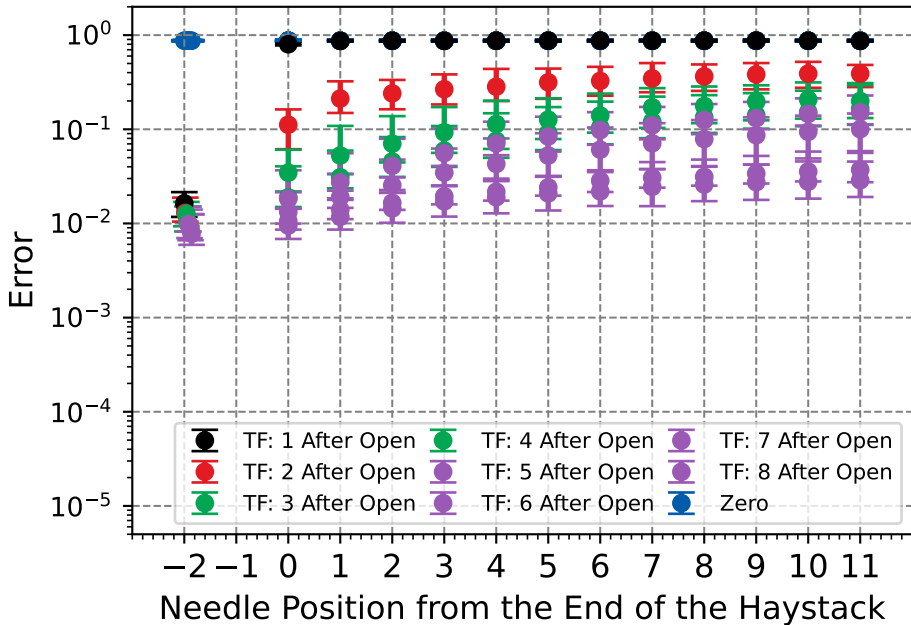 10⁰
10⁻¹
10⁻²
10⁻³
10⁻⁴
10⁻⁵
Error
TF: 1 After Open TF: 4 After Open TF: 7 After Open
TF: 2 After Open TF: 5 After Open TF: 8 After Open
TF: 3 After Open TF: 6 After Open Zero
−2 −1 0 1 2 3 4 5 6 7 8 9 10 11
Needle Position from the End of the Haystack